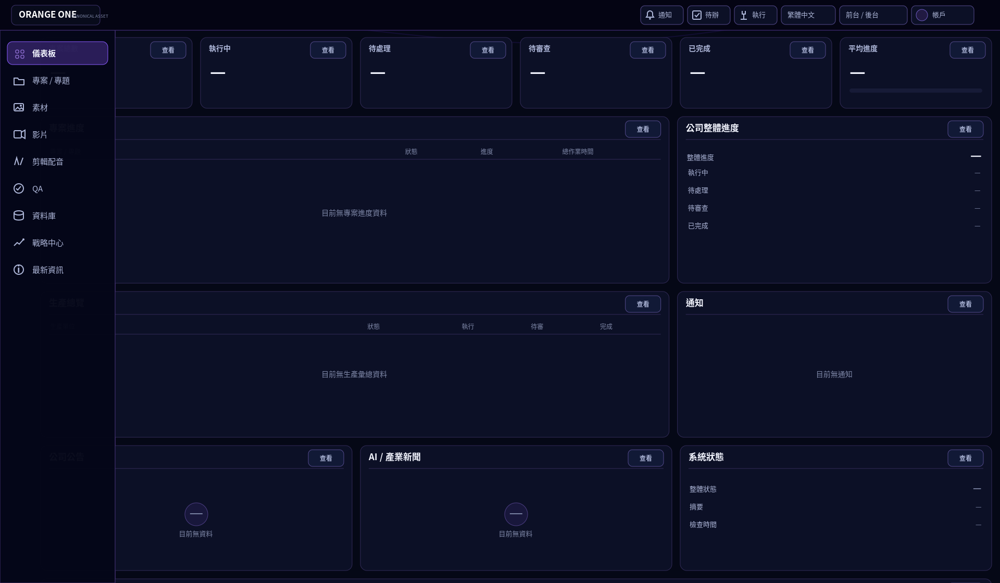 ORANGE ONE
通知
待辦
執行
繁體中文
前台 / 後台
帳戶
儀表板
專案 / 專題
素材
影片
剪輯配音
QA
資料庫
戰略中心
最新資訊
查看
執行中
查看
—
待處理
查看
—
待審查
查看
—
已完成
查看
—
平均進度
查看
—
專案進度
查看
狀態 進度 總作業時間
目前無專案進度資料
公司整體進度
查看
整體進度 —
執行中 —
待處理 —
待審查 —
已完成 —
生產總覽
查看
狀態 執行 待審 完成
目前無生產彙總資料
通知
查看
目前無通知
公司公告
查看
—
目前無資料
AI / 產業新聞
查看
—
目前無資料
系統狀態
查看
整體狀態 —
摘要 —
檢查時間 —